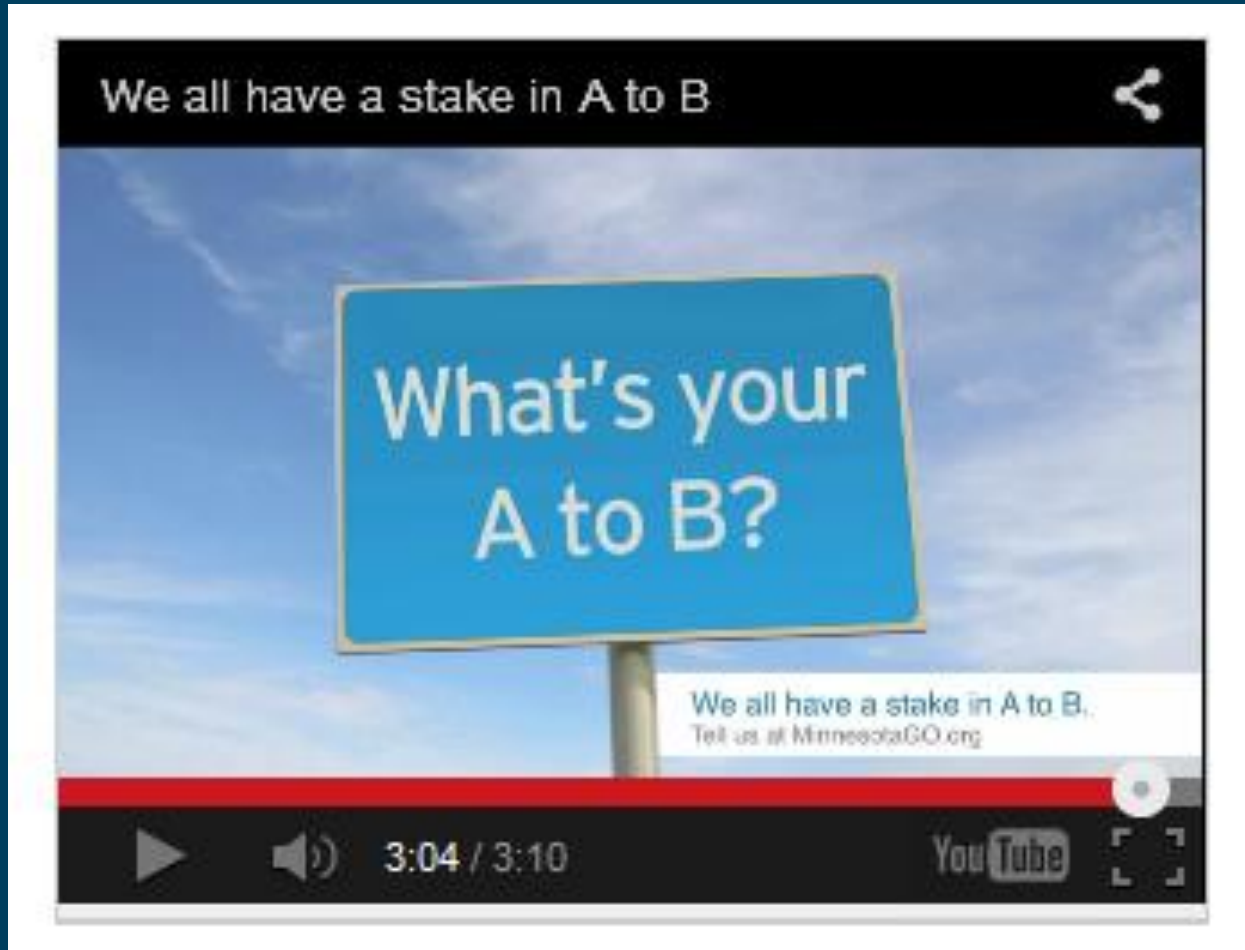 We all have a stake in A to B
What's your
A to B?
We all have a stake in A to B.
Tell us at MinnesotaGO.org
3:04 / 3:10
YouTube